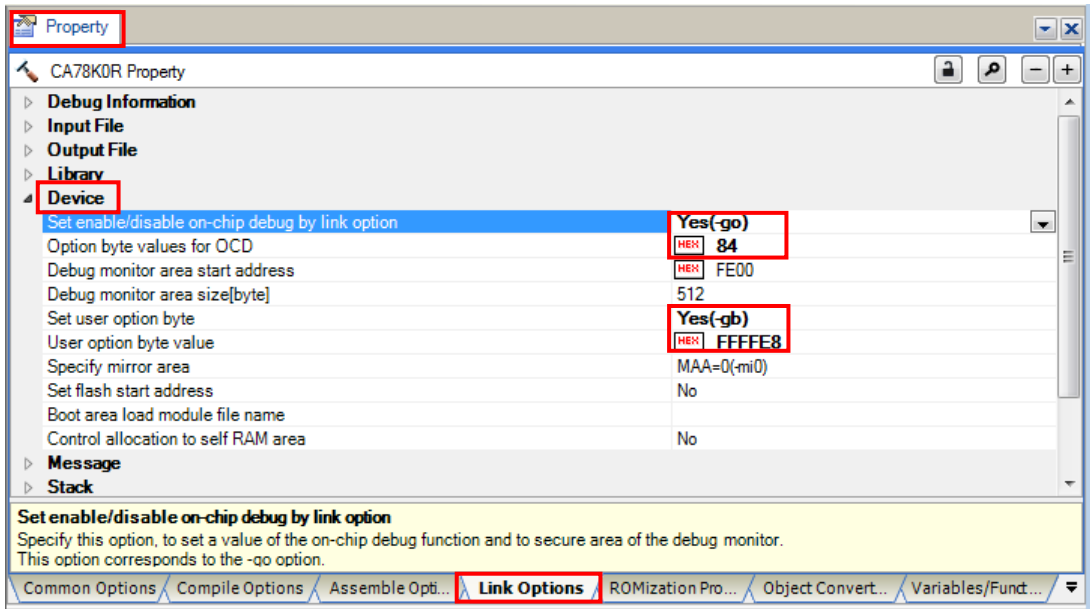 Property
CA78K0R Property
Debug Information
Input File
Output File
Library
Device
Set enable/disable on-chip debug by link option Yes(-go)
Option byte values for OCD HEX 84
Debug monitor area start address HEX FE00
Debug monitor area size[byte] 512
Set user option byte Yes(-gb)
User option byte value HEX FFFFE8
Specify mirror area MAA=0(-mi0)
Set flash start address No
Boot area load module file name
Control allocation to self RAM area No
Message
Stack
Set enable/disable on-chip debug by link option
Specify this option, to set a value of the on-chip debug function and to secure area of the debug monitor.
This option corresponds to the -go option.
Common Options Compile Options Assemble Opti... Link Options ROMization Pro... Object Convert... Variables/Funct...